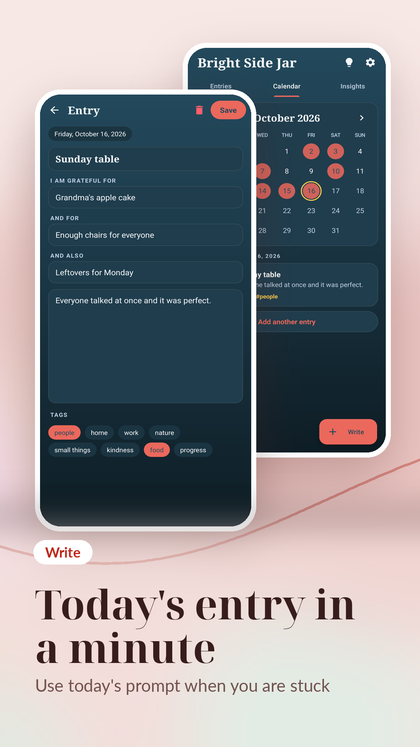 Bright Side Jar
Entries Calendar Insights
October 2026
WED THU FRI SAT SUN
1 2 3 4
7 8 9 10 11
14 15 16 17 18
21 22 23 24 25
28 29 30 31
6, 2026
y table
ne talked at once and it was perfect.
#people
Add another entry
+ Write
Entry
Save
Friday, October 16, 2026
Sunday table
I AM GRATEFUL FOR
Grandma's apple cake
AND FOR
Enough chairs for everyone
AND ALSO
Leftovers for Monday
Everyone talked at once and it was perfect.
TAGS
people home work nature
small things kindness food progress
Write
Today's entry in
a minute
Use today's prompt when you are stuck